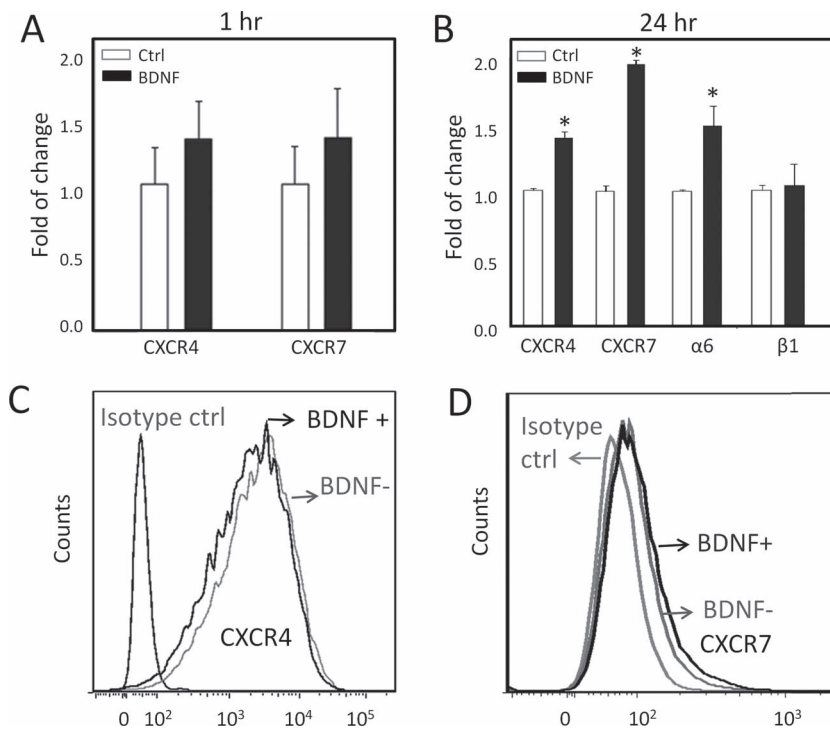 A
1 hr
Ctrl
BDNF
Fold of change
2.0
1.5
1.0
0.5
0.0
CXCR4 CXCR7
B
24 hr
Ctrl
BDNF
Fold of change
2.0
1.5
1.0
0.5
0.0
* * *
CXCR4 CXCR7 α6 β1
C
Isotype ctrl
BDNF +
BDNF-
CXCR4
Counts
0 10² 10³ 10⁴ 10⁵
D
Isotype
ctrl
BDNF+
BDNF-
CXCR7
Counts
0 10² 10³